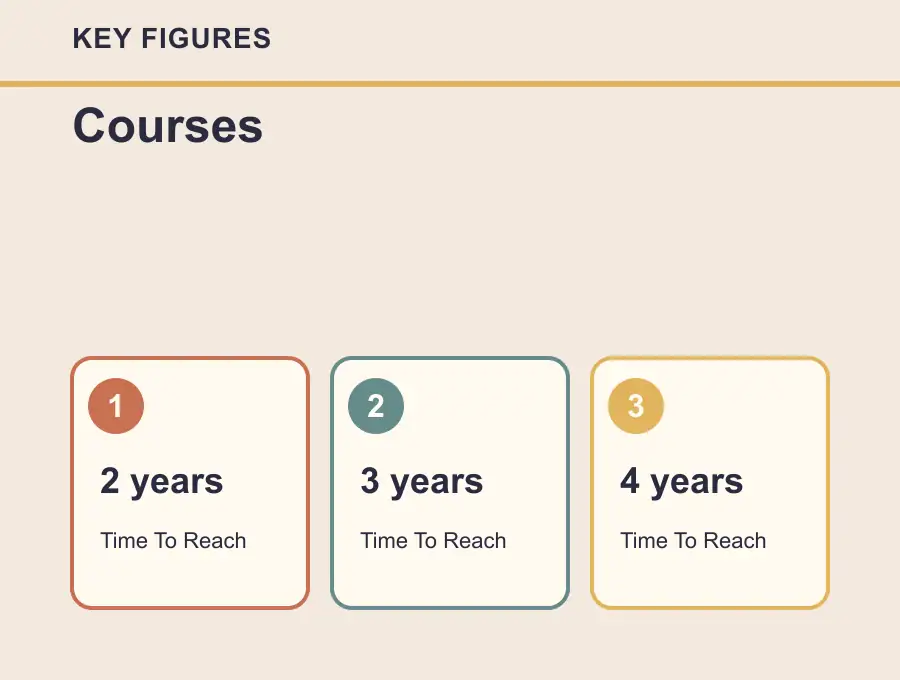 KEY FIGURES
Courses
1
2 years
Time To Reach
2
3 years
Time To Reach
3
4 years
Time To Reach